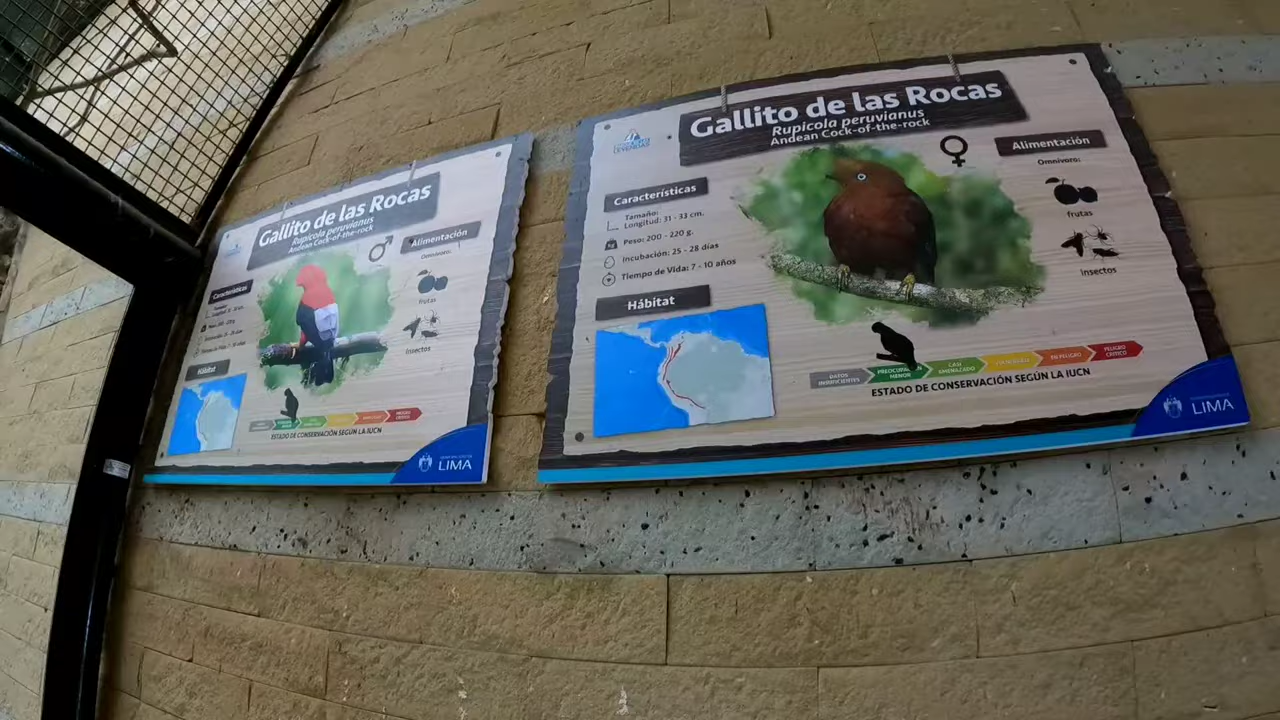 Gallito de las Rocas
Rupicola peruvianus
Andean Cock-of-the-rock
Alimentación
Omnívoro:
frutas
Insectos
Características
Hábitat
ESTADO DE CONSERVACIÓN SEGÚN LA IUCN
LIMA
Gallito de las Rocas
Rupicola peruvianus
Andean Cock-of-the-rock
Alimentación
Omnívoro:
frutas
Insectos
Características
Tamaño:
Longitud: 31 - 33 cm.
Peso: 200 - 220 g.
Incubación: 25 - 28 días
Tiempo de Vida: 7 - 10 años
Hábitat
DATOS
INSUFICIENTES
PREOCUPACIÓN
MENOR
CASI
AMENAZADO
EN PELIGRO
PELIGRO
CRÍTICO
ESTADO DE CONSERVACIÓN SEGÚN LA IUCN
LIMA